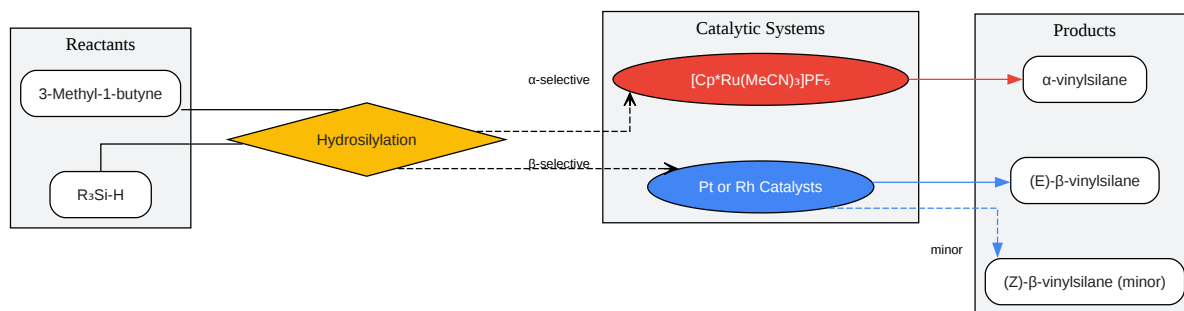 Reactants
3-Methyl-1-butyne
R₃Si-H
Hydrosilylation
α-selective
β-selective
Catalytic Systems
[Cp*Ru(MeCN)₃]PF₆
Pt or Rh Catalysts
minor
Products
α-vinylsilane
(E)-β-vinylsilane
(Z)-β-vinylsilane (minor)